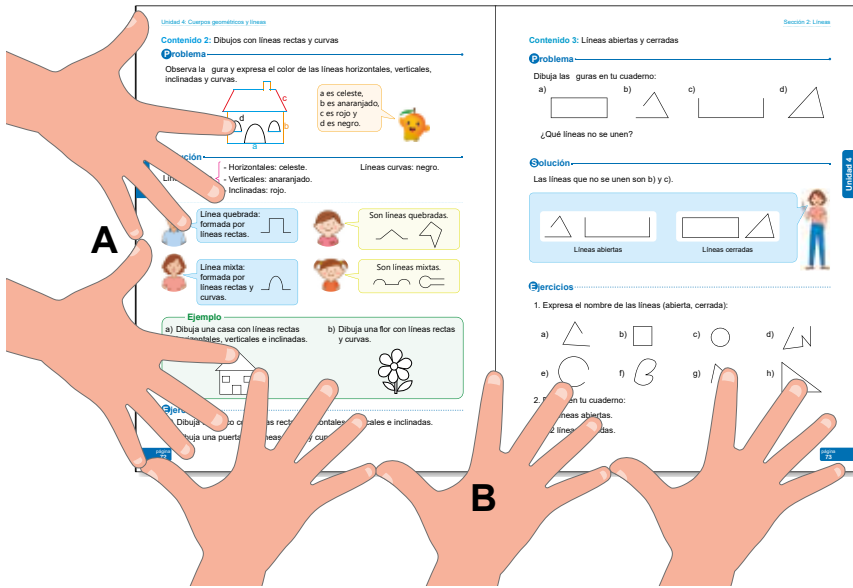 Unidad 4: Cuerpos geométricos y líneas
Contenido 2: Dibujos con líneas rectas y curvas
Problema
Observa la gura y expresa el color de las líneas horizontales, verticales,
inclinadas y curvas.
c
d
b
a
a es celeste,
b es anaranjado,
c es rojo y
d es negro.
- Horizontales: celeste.
- Verticales: anaranjado.
- Inclinadas: rojo.
Líneas curvas: negro.
Línea quebrada:
formada por
líneas rectas.
Son líneas quebradas.
Línea mixta:
formada por
líneas rectas y
curvas.
Son líneas mixtas.
Ejemplo
a) Dibuja una casa con líneas rectas
verticales e inclinadas.
b) Dibuja una flor con líneas rectas
y curvas.
Dibuja
e inclinadas.
una puerta
página
72
A
Sección 2: Líneas
Contenido 3: Líneas abiertas y cerradas
Problema
Dibuja las guras en tu cuaderno:
a)
b)
c)
d)
¿Qué líneas no se unen?
Solución
Las líneas que no se unen son b) y c).
Líneas abiertas
Líneas cerradas
Unidad 4
Ejercicios
1. Expresa el nombre de las líneas (abierta, cerrada):
a)
b)
c)
d)
e)
f)
g)
h)
2. en tu cuaderno:
líneas abiertas.
2
página
73
B